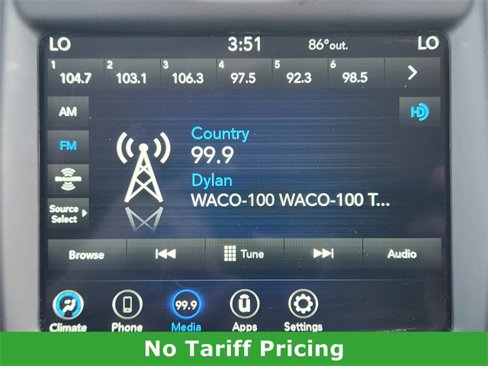 LO 3:51 86°out. LO
1 104.7 2 103.1 3 106.3 4 97.5 5 92.3 6 98.5
AM
HD
FM
Country
99.9
SiriusXM
Dylan
WACO-100 WACO-100 T...
Source
Select
Browse Tune Audio
99.9
Climate Phone Media Apps Settings
No Tariff Pricing